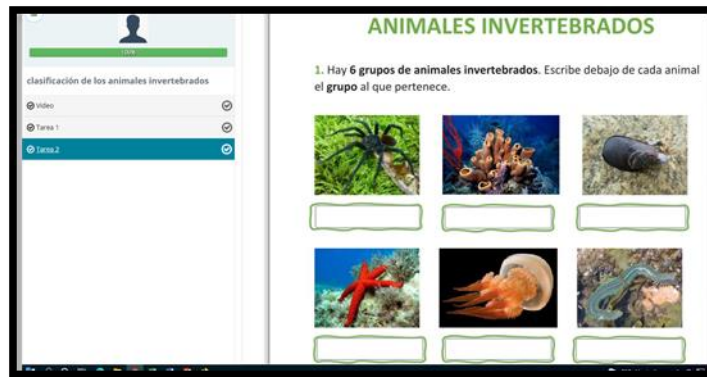 100%
clasificación de los animales invertebrados
Video
Tarea 1
Tarea 2
ANIMALES INVERTEBRADOS
1. Hay 6 grupos de animales invertebrados. Escribe debajo de cada animal
el grupo al que pertenece.